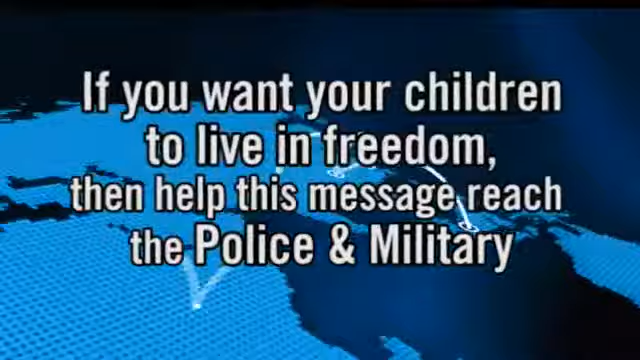 If you want your children
to live in freedom,
then help this message reach
the Police & Military